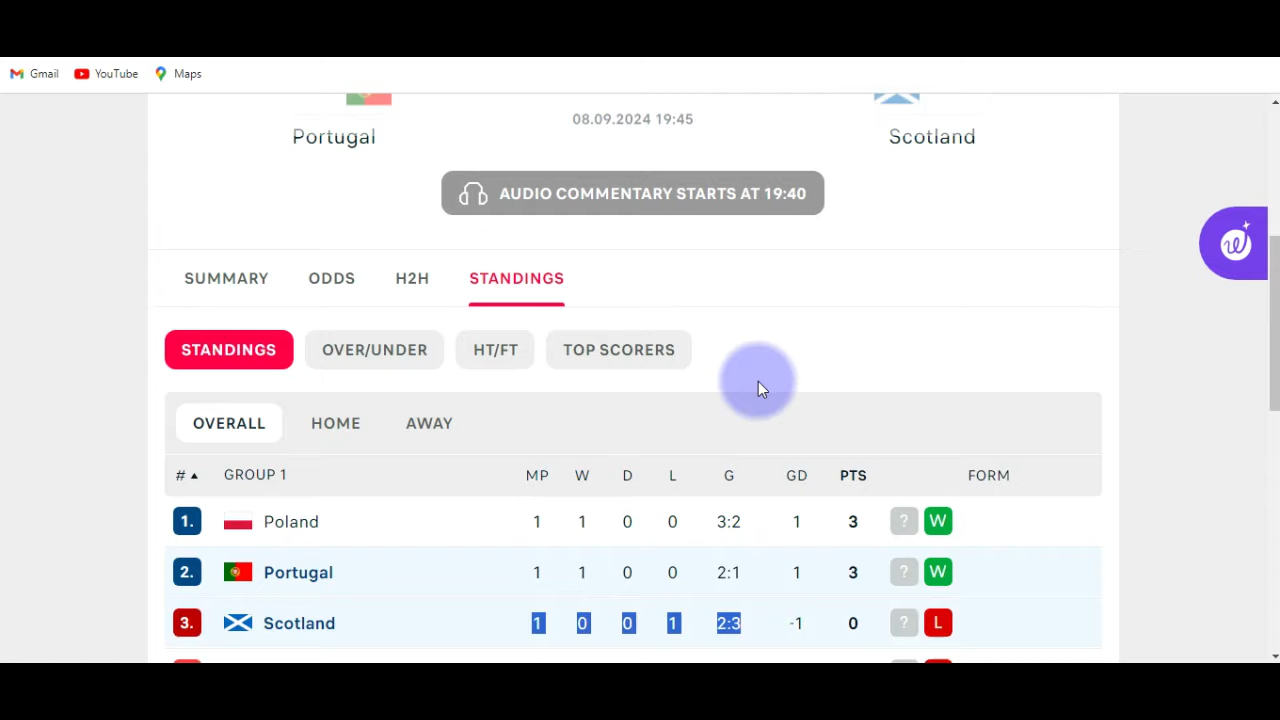 Gmail YouTube Maps
08.09.2024 19:45
Portugal Scotland
AUDIO COMMENTARY STARTS AT 19:40
SUMMARY ODDS H2H STANDINGS
STANDINGS OVER/UNDER HT/FT TOP SCORERS
OVERALL HOME AWAY
# GROUP 1 MP W D L G GD PTS FORM
1. Poland 1 1 0 0 3:2 1 3 ? W
2. Portugal 1 1 0 0 2:1 1 3 ? W
3. Scotland 1 0 0 1 2:3 -1 0 ? L